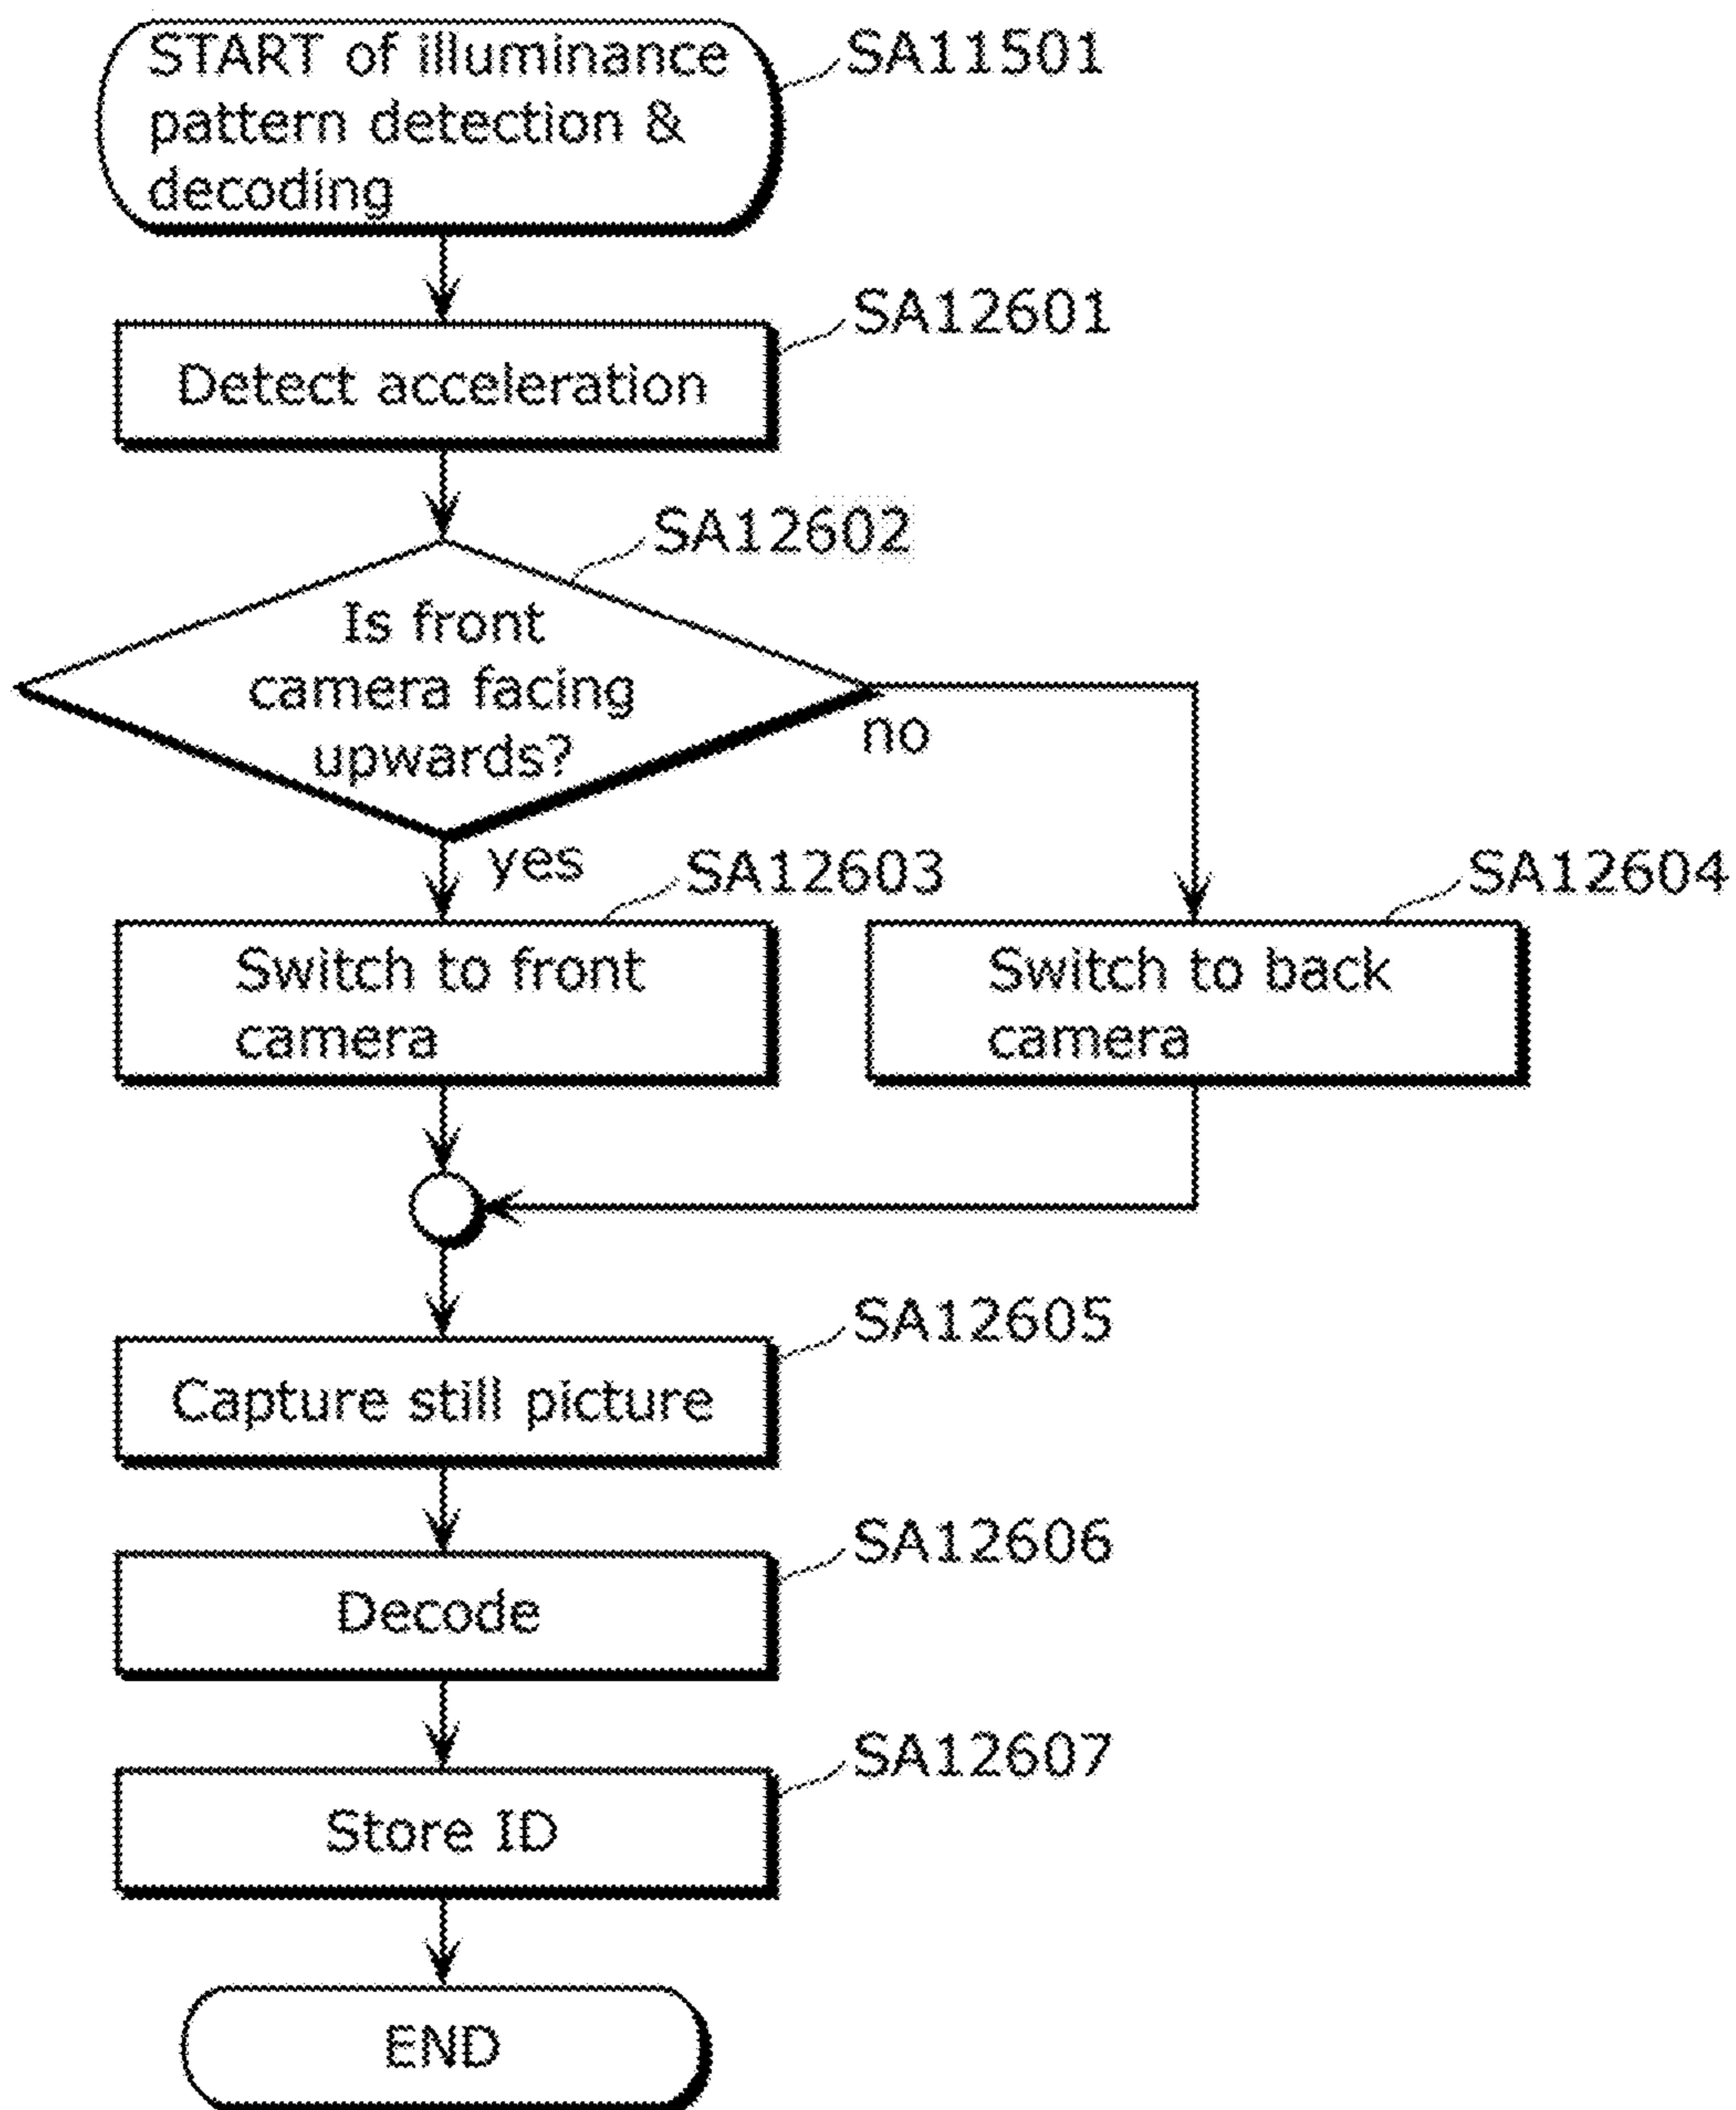 START of illuminance
pattern detection &
decoding
SA11501
SA12601
Detect acceleration
SA12602
Is front
camera facing
upwards?
no
yes
SA12603
SA12604
Switch to front
camera
Switch to back
camera
SA12605
Capture still picture
SA12606
Decode
SA12607
Store ID
END